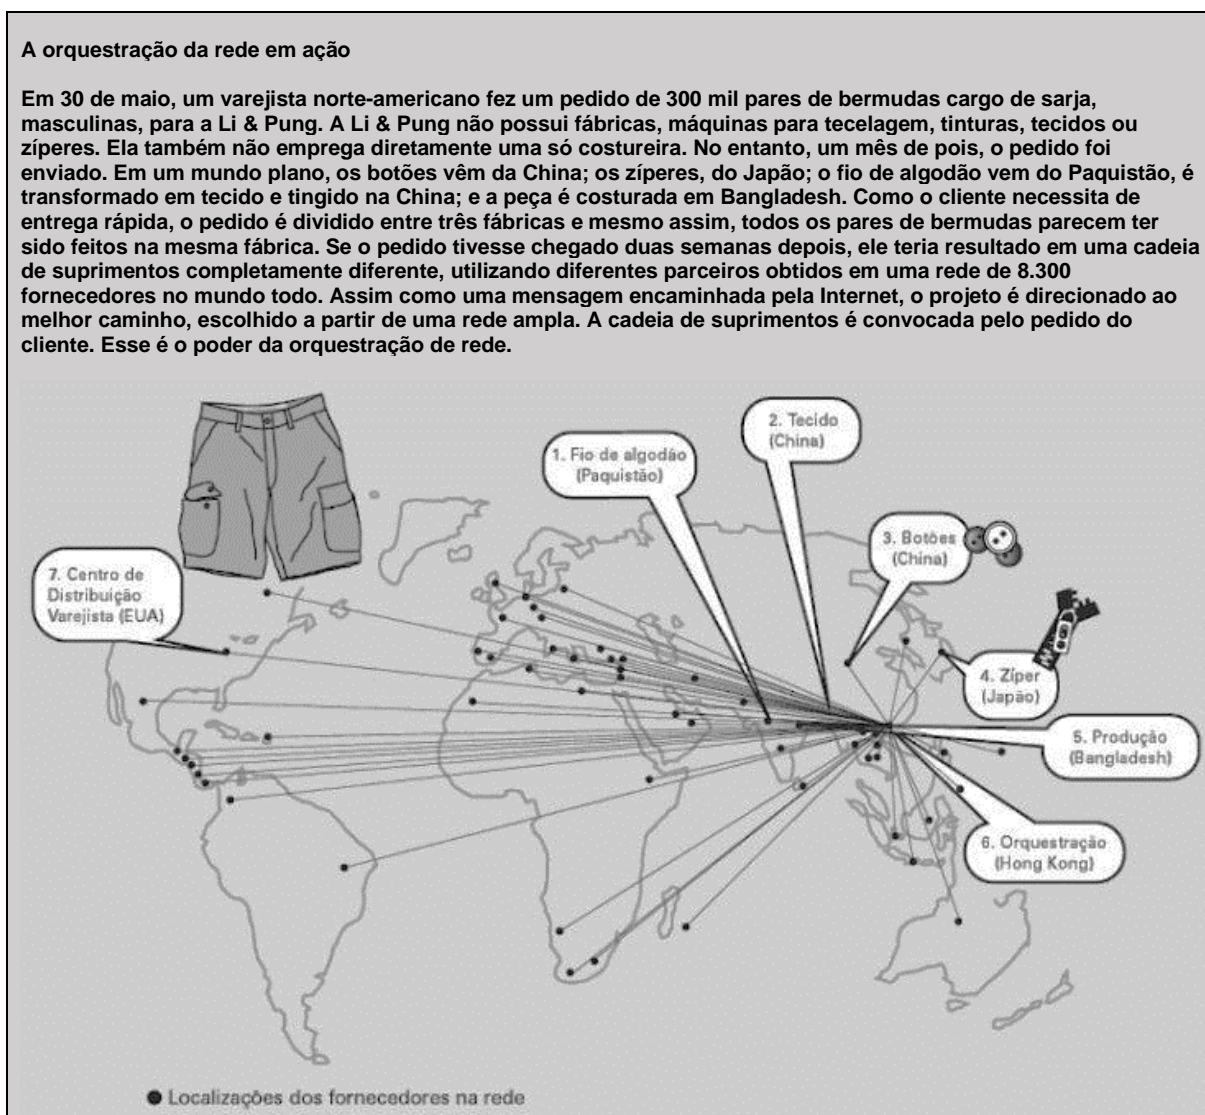 A orquestração da rede em ação
Em 30 de maio, um varejista norte-americano fez um pedido de 300 mil pares de bermudas cargo de sarja,
masculinas, para a Li & Pung. A Li & Pung não possui fábricas, máquinas para tecelagem, tinturas, tecidos ou
zíperes. Ela também não emprega diretamente uma só costureira. No entanto, um mês de pois, o pedido foi
enviado. Em um mundo plano, os botões vêm da China; os zíperes, do Japão; o fio de algodão vem do Paquistão, é
transformado em tecido e tingido na China; e a peça é costurada em Bangladesh. Como o cliente necessita de
entrega rápida, o pedido é dividido entre três fábricas e mesmo assim, todos os pares de bermudas parecem ter
sido feitos na mesma fábrica. Se o pedido tivesse chegado duas semanas depois, ele teria resultado em uma cadeia
de suprimentos completamente diferente, utilizando diferentes parceiros obtidos em uma rede de 8.300
fornecedores no mundo todo. Assim como uma mensagem encaminhada pela Internet, o projeto é direcionado ao
melhor caminho, escolhido a partir de uma rede ampla. A cadeia de suprimentos é convocada pelo pedido do
cliente. Esse é o poder da orquestração de rede.
1. Fio de algodão
(Paquistão)
2. Tecido
(China)
3. Botões
(China)
7. Centro de
Distribuição
Varejista (EUA)
4. Zíper
(Japão)
5. Produção
(Bangladesh)
6. Orquestração
(Hong Kong)
Localizações dos fornecedores na rede